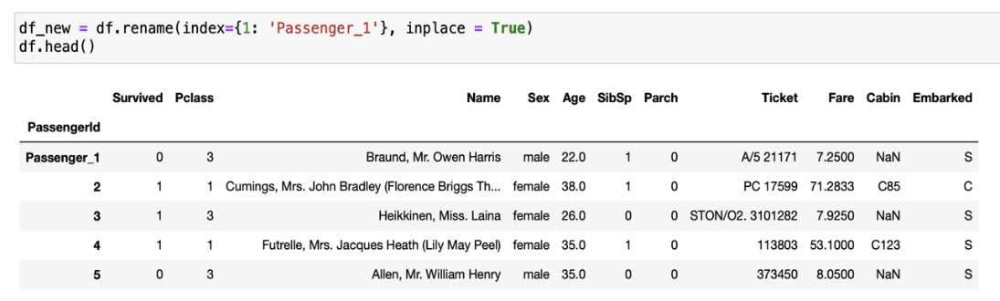 df_new = df.rename(index={1: 'Passenger_1'}, inplace = True)
df.head()
Survived Pclass Name Sex Age SibSp Parch Ticket Fare Cabin Embarked
PassengerId
Passenger_1 0 3 Braund, Mr. Owen Harris male 22.0 1 0 A/5 21171 7.2500 NaN S
2 1 1 Cumings, Mrs. John Bradley (Florence Briggs Th... female 38.0 1 0 PC 17599 71.2833 C85 C
3 1 3 Heikkinen, Miss. Laina female 26.0 0 0 STON/O2. 3101282 7.9250 NaN S
4 1 1 Futrelle, Mrs. Jacques Heath (Lily May Peel) female 35.0 1 0 113803 53.1000 C123 S
5 0 3 Allen, Mr. William Henry male 35.0 0 0 373450 8.0500 NaN S